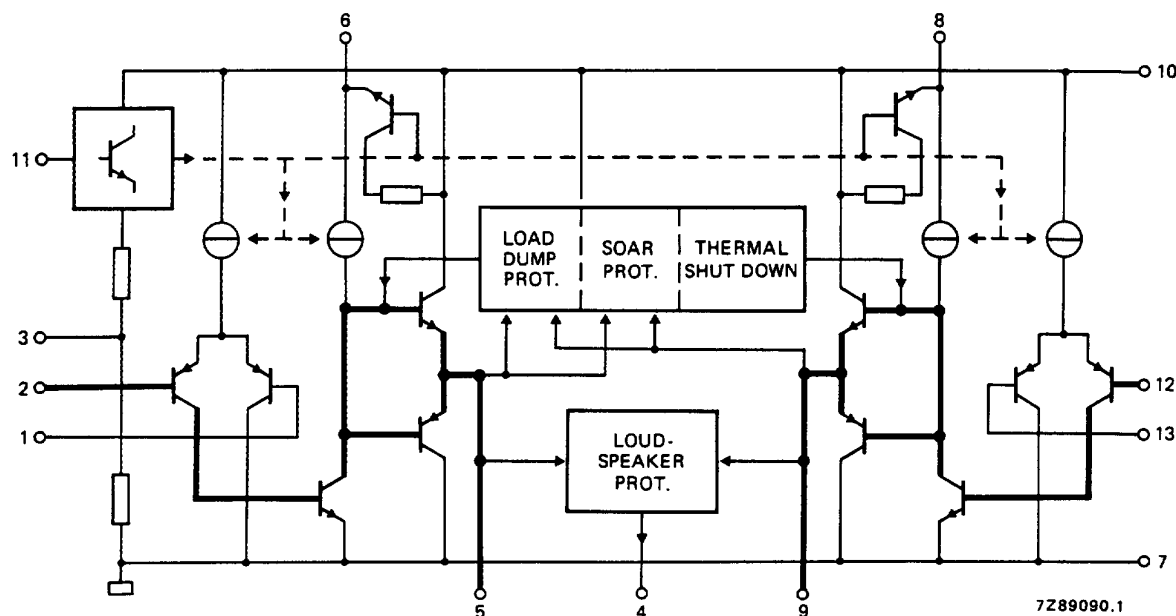 6
8
10
11
LOAD
DUMP
PROT.
SOAR
PROT.
THERMAL
SHUT DOWN
3
2
12
1
13
LOUD-
SPEAKER
PROT.
7
5
4
9
7Z89090.1